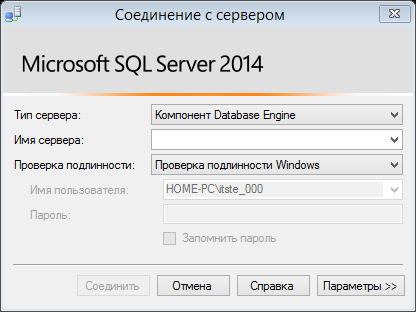 Соединение с сервером
Microsoft SQL Server 2014
Тип сервера: Компонент Database Engine
Имя сервера:
Проверка подлинности: Проверка подлинности Windows
Имя пользователя: HOME-PC\itste_000
Пароль:
Запомнить пароль
Соединить Отмена Справка Параметры >>